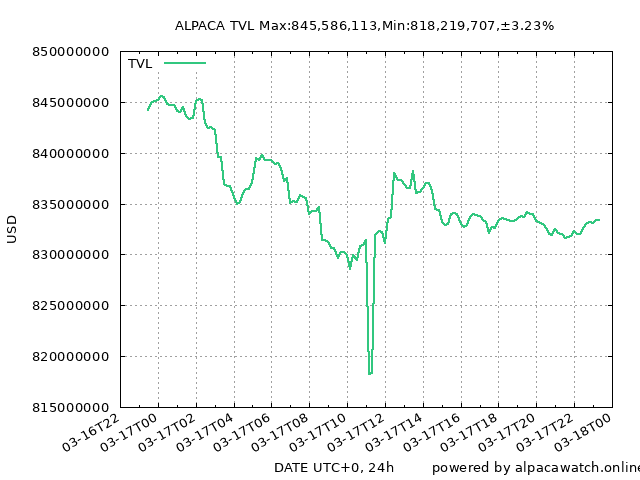 ALPACA TVL Max:845,586,113,Min:818,219,707,±3.23%
850000000
TVL
845000000
840000000
835000000
USD
830000000
825000000
820000000
815000000
03-16T22
03-17T00
03-17T02
03-17T04
03-17T06
03-17T08
03-17T10
03-17T12
03-17T14
03-17T16
03-17T18
03-17T20
03-17T22
03-18T00
DATE UTC+0, 24h
powered by alpacawatch.online